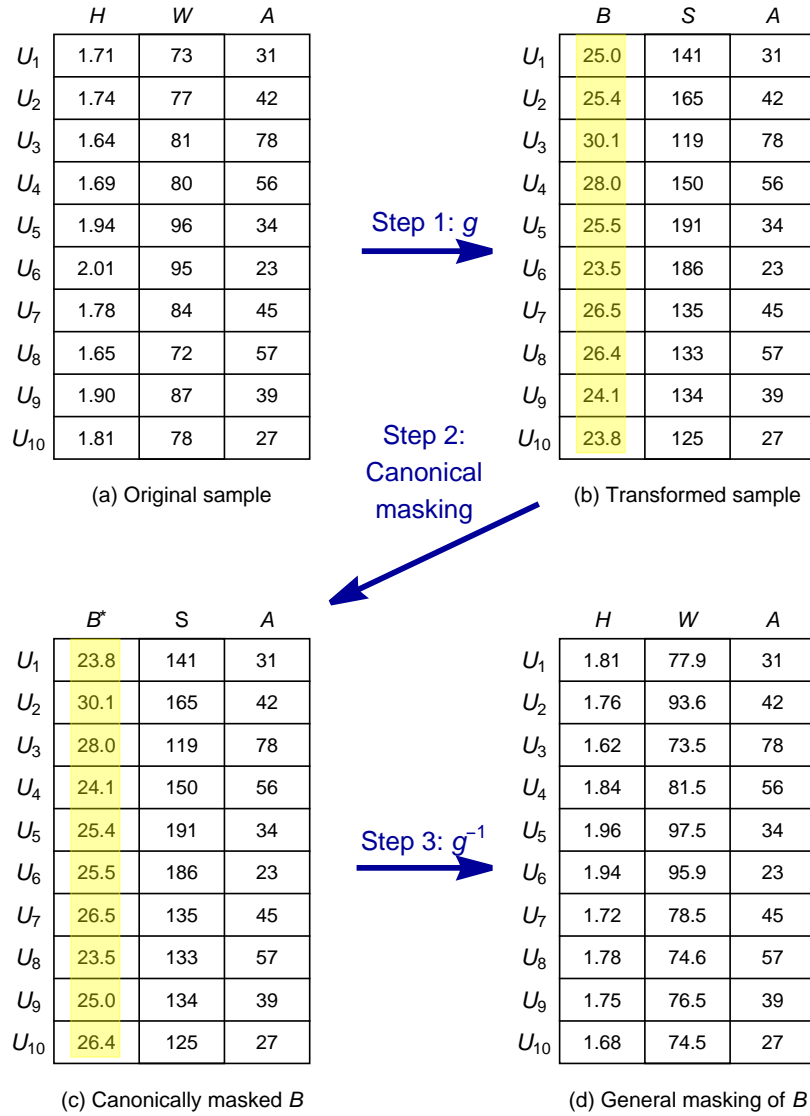 H W A
U1 1.71 73 31
U2 1.74 77 42
U3 1.64 81 78
U4 1.69 80 56
U5 1.94 96 34
U6 2.01 95 23
U7 1.78 84 45
U8 1.65 72 57
U9 1.90 87 39
U10 1.81 78 27
(a) Original sample
Step 1: g
B S A
U1 25.0 141 31
U2 25.4 165 42
U3 30.1 119 78
U4 28.0 150 56
U5 25.5 191 34
U6 23.5 186 23
U7 26.5 135 45
U8 26.4 133 57
U9 24.1 134 39
U10 23.8 125 27
(b) Transformed sample
Step 2:
Canonical
masking
B* S A
U1 23.8 141 31
U2 30.1 165 42
U3 28.0 119 78
U4 24.1 150 56
U5 25.4 191 34
U6 25.5 186 23
U7 26.5 135 45
U8 23.5 133 57
U9 25.0 134 39
U10 26.4 125 27
(c) Canonically masked B
Step 3: g⁻¹
H W A
U1 1.81 77.9 31
U2 1.76 93.6 42
U3 1.62 73.5 78
U4 1.84 81.5 56
U5 1.96 97.5 34
U6 1.94 95.9 23
U7 1.72 78.5 45
U8 1.78 74.6 57
U9 1.75 76.5 39
U10 1.68 74.5 27
(d) General masking of B